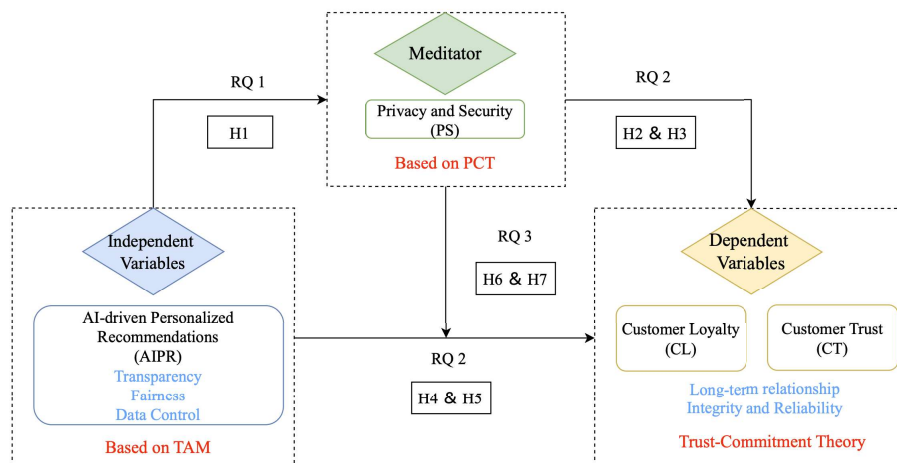 Meditator
Privacy and Security
(PS)
Based on PCT
RQ 1
H1
RQ 2
H2 & H3
Independent
Variables
AI-driven Personalized
Recommendations
(AIPR)
Transparency
Fairness
Data Control
Based on TAM
RQ 3
H6 & H7
RQ 2
H4 & H5
Dependent
Variables
Customer Loyalty
(CL)
Customer Trust
(CT)
Long-term relationship
Integrity and Reliability
Trust-Commitment Theory